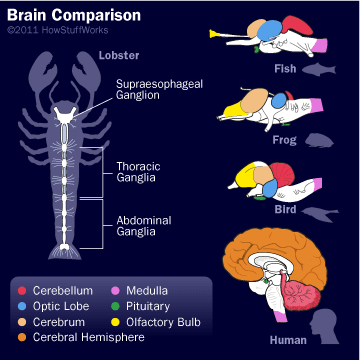 Brain Comparison
©2011 HowStuffWorks
Lobster
Supraesophageal
Ganglion
Thoracic
Ganglia
Abdominal
Ganglia
Fish
Frog
Bird
Human
Cerebellum
Medulla
Optic Lobe
Pituitary
Cerebrum
Olfactory Bulb
Cerebral Hemisphere